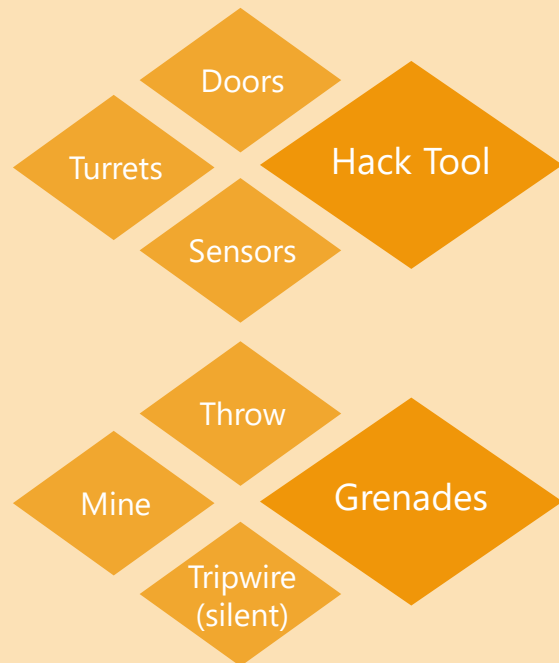 Doors
Hack Tool
Turrets
Sensors
Throw
Grenades
Mine
Tripwire
(silent)